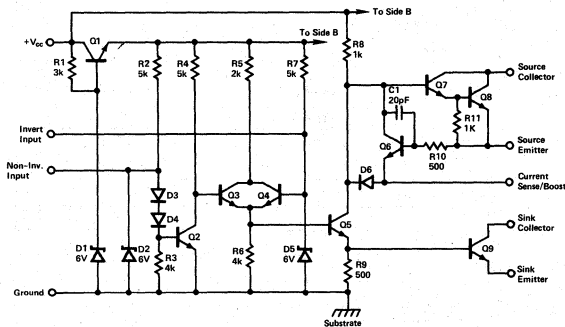 To Side B
+Vcc
Q1
To Side B
R1
3k
R2
5k
R4
5k
R5
2k
R7
5k
R8
1k
Source
Collector
Q7
Q8
C1
20pF
R11
1K
Invert
Input
Q6
R10
500
Source
Emitter
Non-Inv.
Input
D3
D6
Current
Sense/Boost
D4
Q3
Q4
Q2
Q5
Sink
Collector
D1
6V
D2
6V
R3
4k
R6
4k
D5
6V
Q9
R9
500
Sink
Emitter
Ground
Substrate